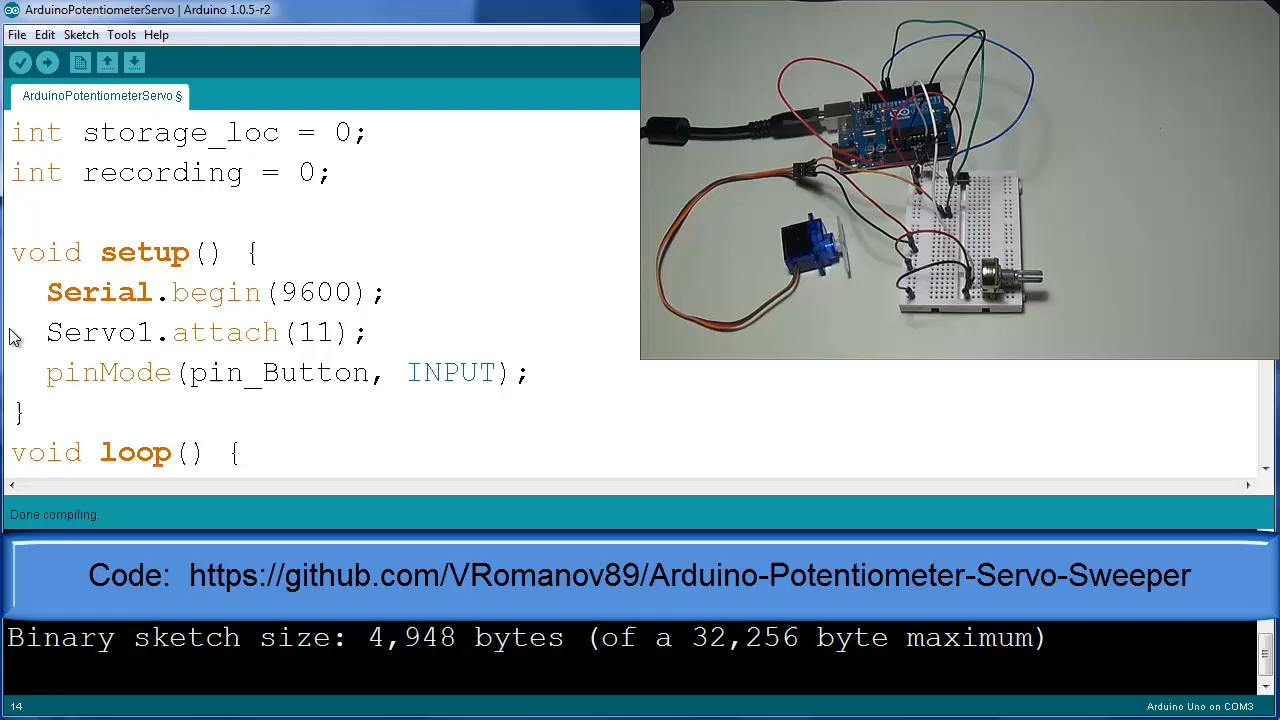 ArduinoPotentiometerServo | Arduino 1.0.5-r2
File Edit Sketch Tools Help
ArduinoPotentiometerServo §
int storage_loc = 0;
int recording = 0;
void setup() {
Serial.begin(9600);
Servo1.attach(11);
pinMode(pin_Button, INPUT);
}
void loop() {
Done compiling.
Code: https://github.com/VRomanov89/Arduino-Potentiometer-Servo-Sweeper
Binary sketch size: 4,948 bytes (of a 32,256 byte maximum)
14
Arduino Uno on COM3